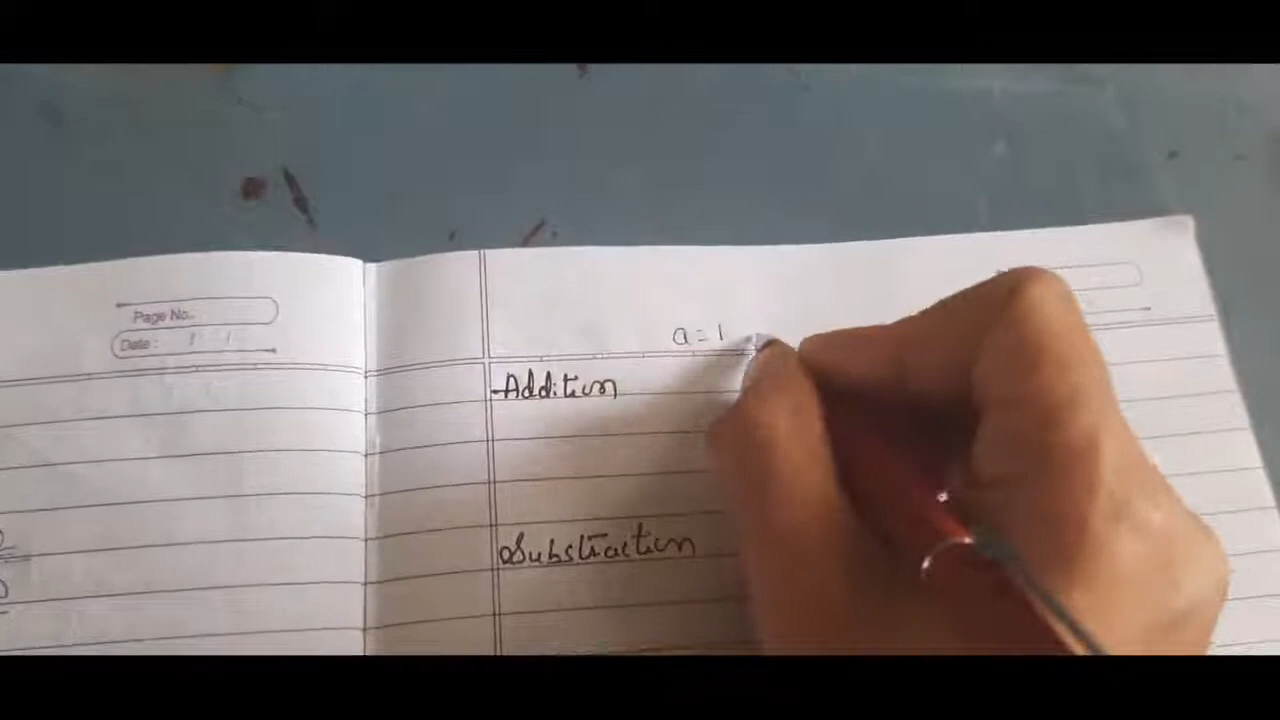 Page No.
Date : / /
a = 1
Addition
Substraction